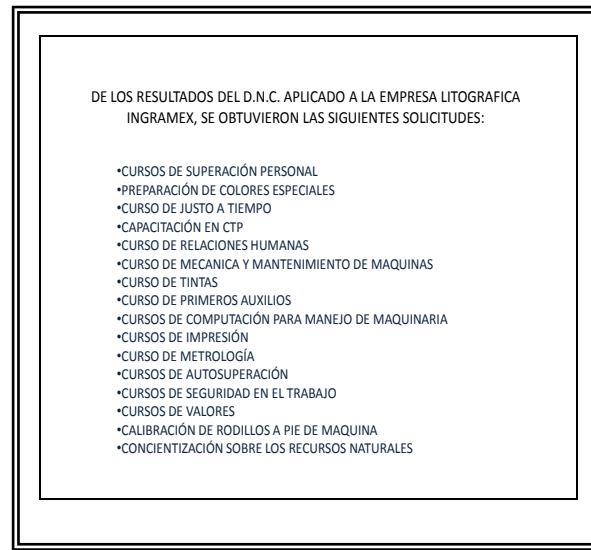 DE LOS RESULTADOS DEL D.N.C. APLICADO A LA EMPRESA LITOGRAFICA
INGRAMEX, SE OBTUVIERON LAS SIGUIENTES SOLICITUDES:
•CURSOS DE SUPERACIÓN PERSONAL
•PREPARACIÓN DE COLORES ESPECIALES
•CURSO DE JUSTO A TIEMPO
•CAPACITACIÓN EN CTP
•CURSO DE RELACIONES HUMANAS
•CURSO DE MECANICA Y MANTENIMIENTO DE MAQUINAS
•CURSO DE TINTAS
•CURSO DE PRIMEROS AUXILIOS
•CURSOS DE COMPUTACIÓN PARA MANEJO DE MAQUINARIA
•CURSOS DE IMPRESIÓN
•CURSO DE METROLOGÍA
•CURSOS DE AUTOSUPERACIÓN
•CURSOS DE SEGURIDAD EN EL TRABAJO
•CURSOS DE VALORES
•CALIBRACIÓN DE RODILLOS A PIE DE MAQUINA
•CONCIENTIZACIÓN SOBRE LOS RECURSOS NATURALES